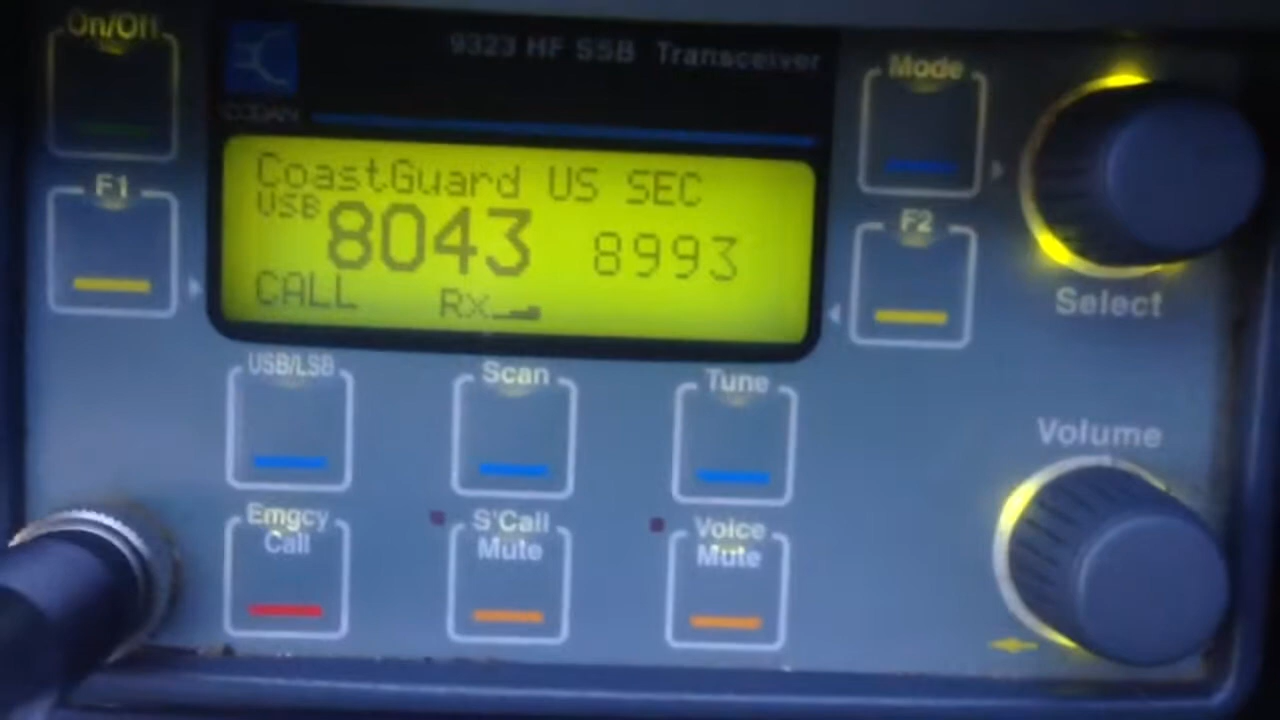 On/Off
CODAN
9323 HF SSB Transceiver
Mode
CoastGuard US SEC
USB 8043 8993
CALL RX
F1
F2
Select
USB/LSB
Scan
Tune
Volume
Emgcy
Call
S'Call
Mute
Voice
Mute